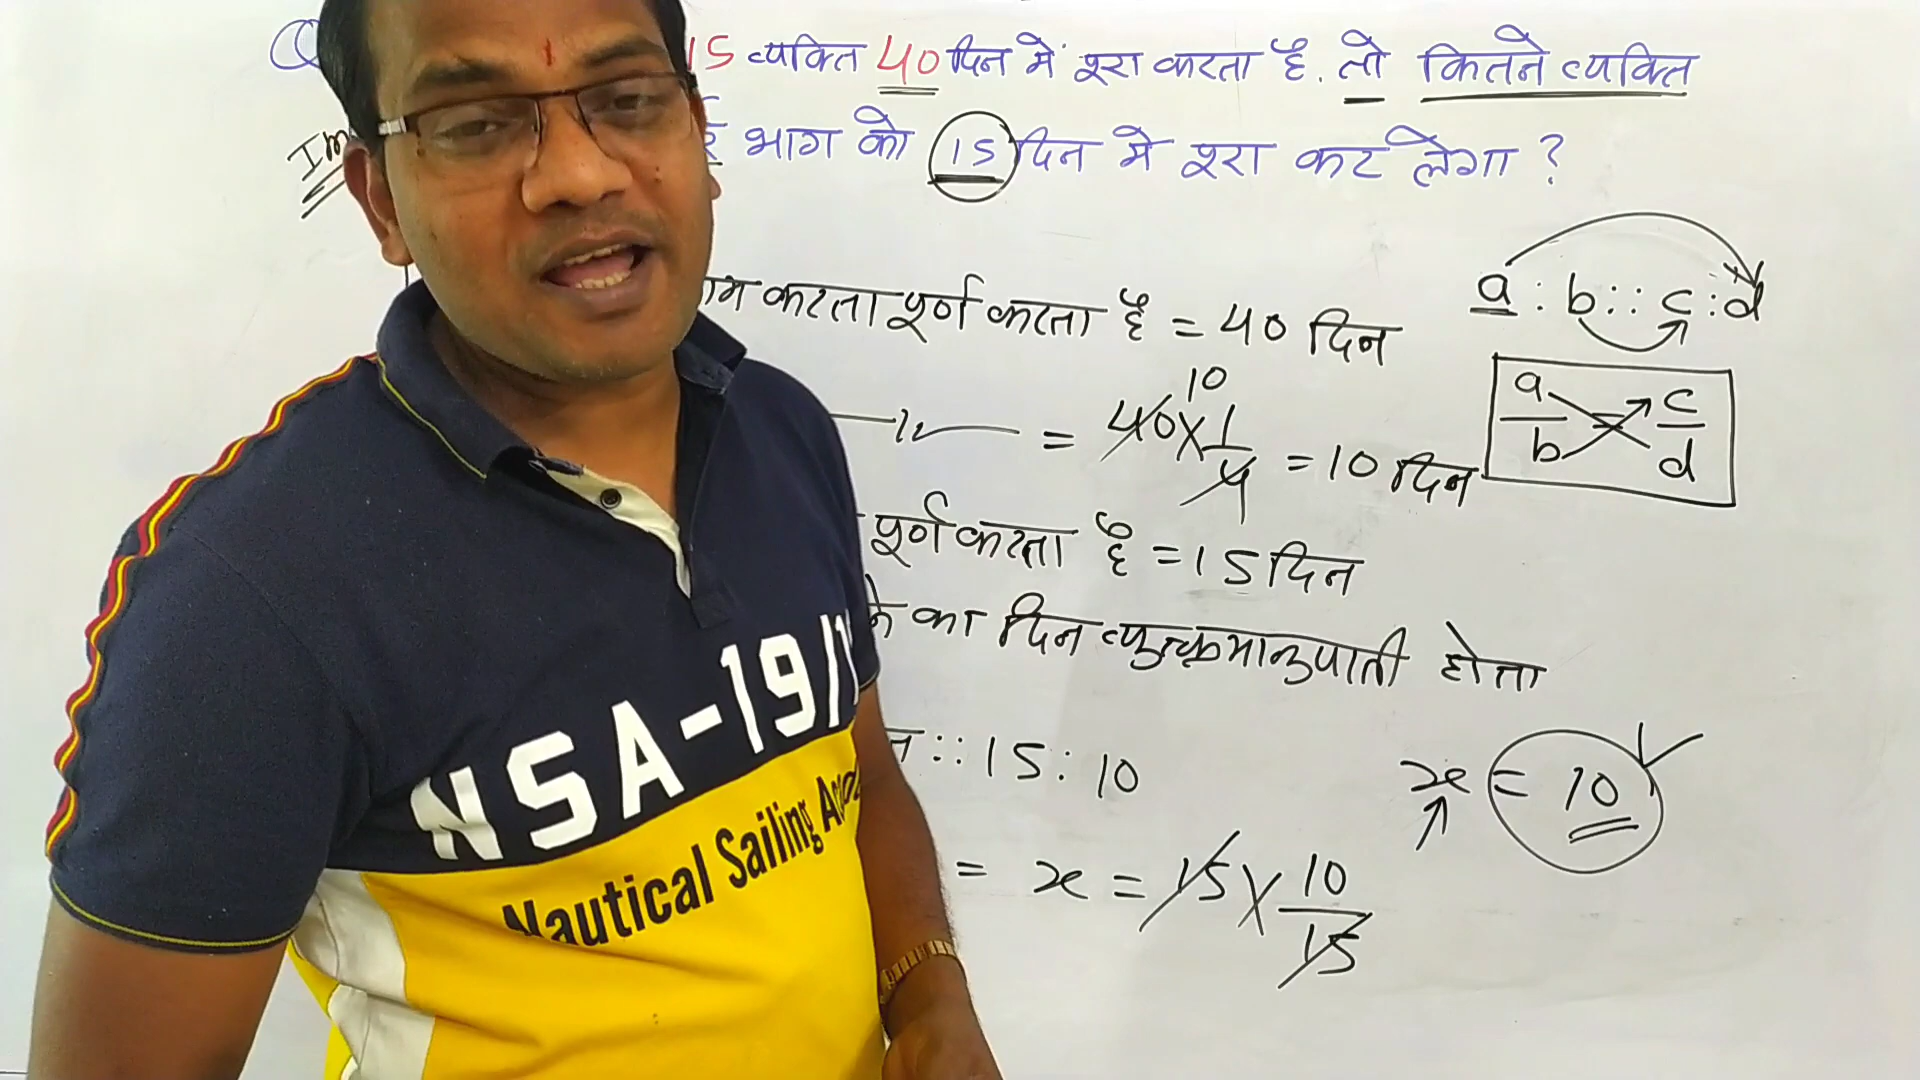 15 व्यक्ति 40 दिन में पूरा करता है. तो कितने व्यक्ति
Im
भाग को 15 दिन में पूरा कर लेगा ?
a : b :: c : d
करता पूर्ण करता है = 40 दिन
10
= 40 × 1/4 = 10 दिन
a/b = c/d
पूर्ण करता है = 15 दिन
का दिन व्युत्क्रमानुपाती होता
:: 15 : 10
x = 10
= x = 15 × 10/15
NSA-19/1
Nautical Sailing